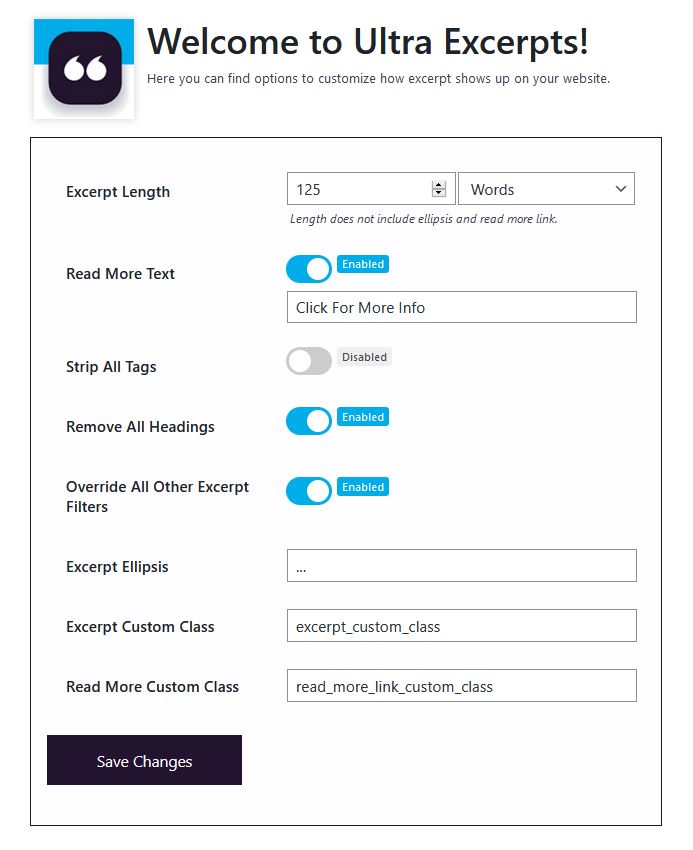 Welcome to Ultra Excerpts!
Here you can find options to customize how excerpt shows up on your website.
Excerpt Length
125
Words
Length does not include ellipsis and read more link.
Read More Text
Enabled
Click For More Info
Strip All Tags
Disabled
Remove All Headings
Enabled
Override All Other Excerpt
Filters
Enabled
Excerpt Ellipsis
...
Excerpt Custom Class
excerpt_custom_class
Read More Custom Class
read_more_link_custom_class
Save Changes